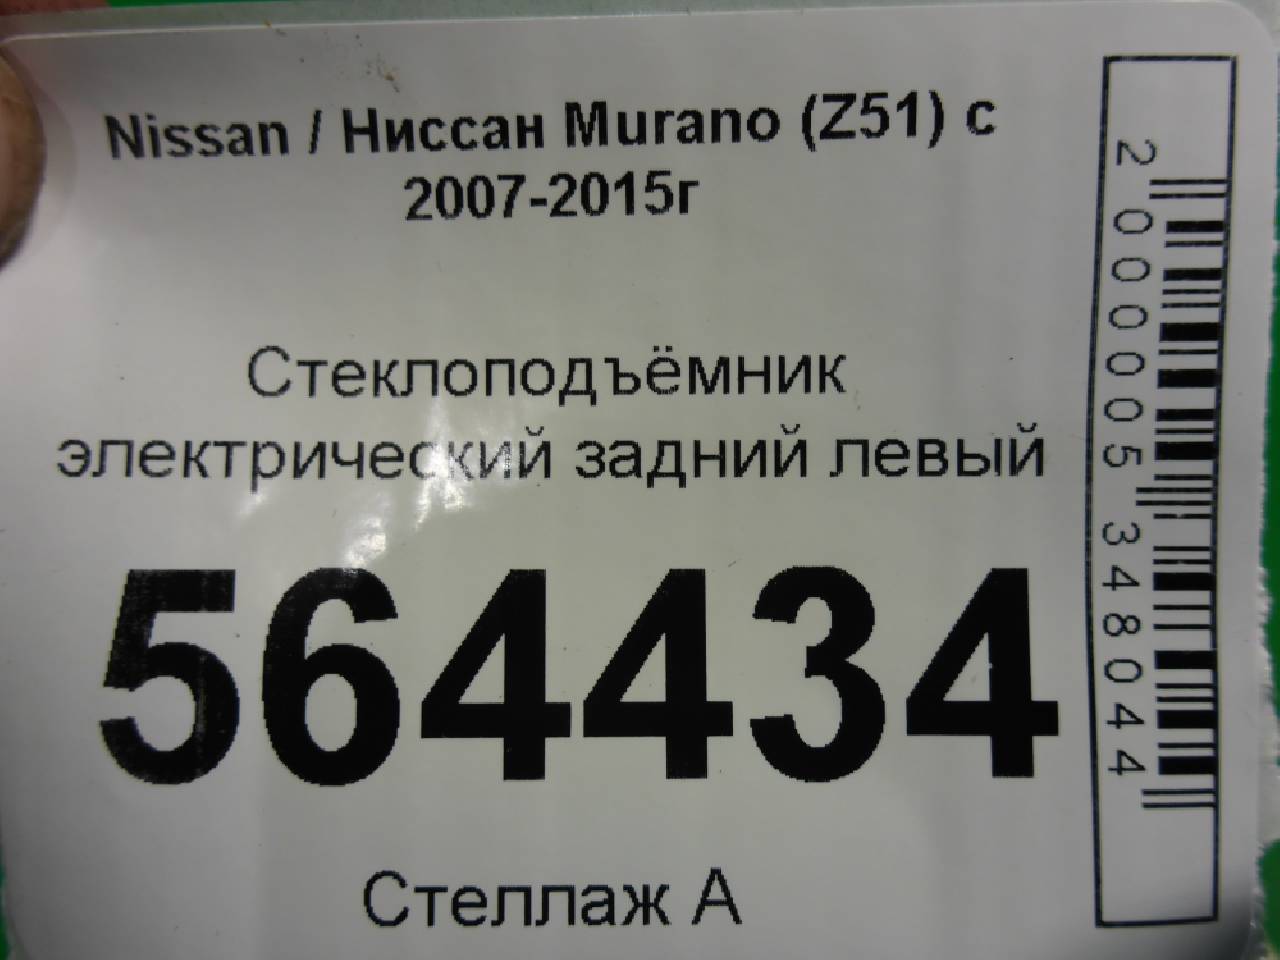 Nissan / Ниссан Murano (Z51) с
2007-2015г
Стеклоподъёмник
электрический задний левый
564434
Стеллаж А
2000005348044